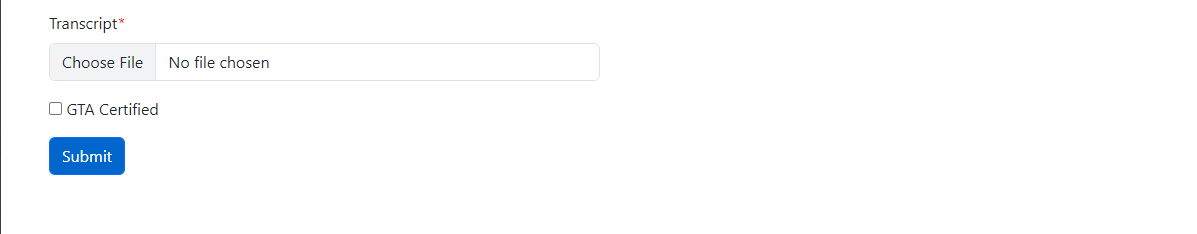 Transcript*
Choose File No file chosen
GTA Certified
Submit